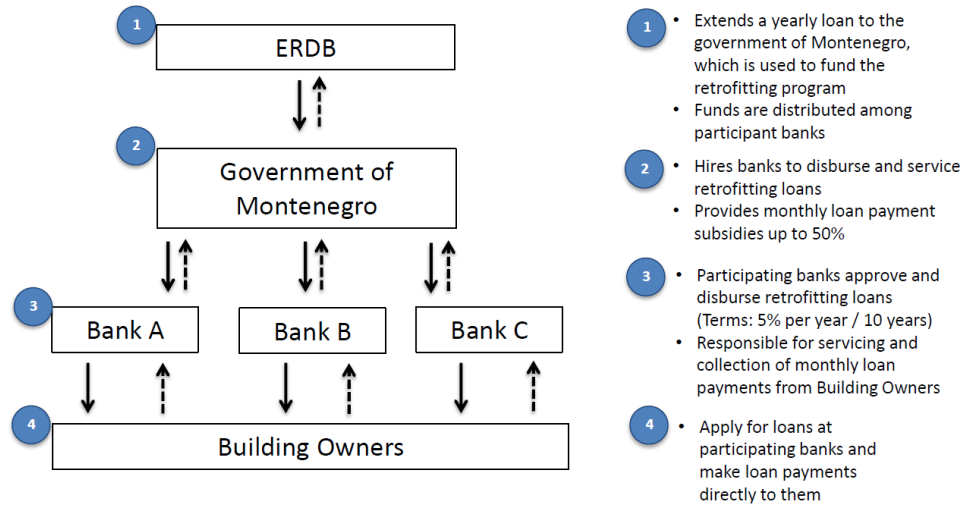 1
ERDB
2
Government of
Montenegro
3
Bank A
Bank B
Bank C
4
Building Owners
1
• Extends a yearly loan to the
government of Montenegro,
which is used to fund the
retrofitting program
• Funds are distributed among
participant banks
2
• Hires banks to disburse and service
retrofitting loans
• Provides monthly loan payment
subsidies up to 50%
3
• Participating banks approve and
disburse retrofitting loans
(Terms: 5% per year / 10 years)
• Responsible for servicing and
collection of monthly loan
payments from Building Owners
4
• Apply for loans at
participating banks and
make loan payments
directly to them